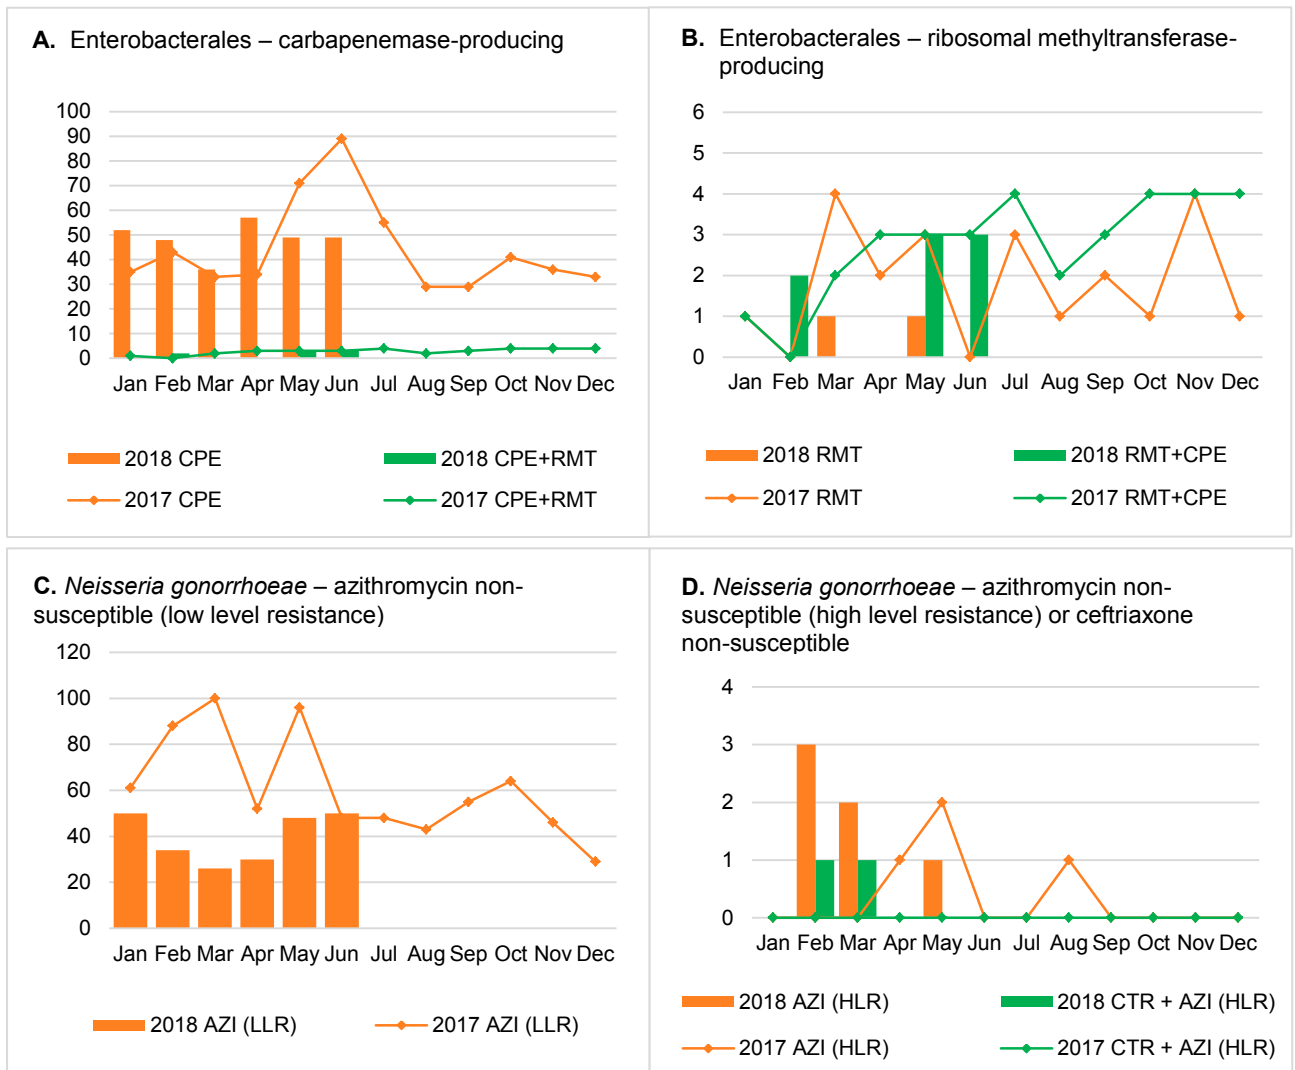 A. Enterobacterales – carbapenemase-producing
100
90
80
70
60
50
40
30
20
10
0
Jan Feb Mar Apr May Jun Jul Aug Sep Oct Nov Dec
2018 CPE
2018 CPE+RMT
2017 CPE
2017 CPE+RMT
B. Enterobacterales – ribosomal methyltransferase-
producing
6
5
4
3
2
1
0
Jan Feb Mar Apr May Jun Jul Aug Sep Oct Nov Dec
2018 RMT
2018 RMT+CPE
2017 RMT
2017 RMT+CPE
C. Neisseria gonorrhoeae – azithromycin non-
susceptible (low level resistance)
120
100
80
60
40
20
0
Jan Feb Mar Apr May Jun Jul Aug Sep Oct Nov Dec
2018 AZI (LLR)
2017 AZI (LLR)
D. Neisseria gonorrhoeae – azithromycin non-
susceptible (high level resistance) or ceftriaxone
non-susceptible
4
3
2
1
0
Jan Feb Mar Apr May Jun Jul Aug Sep Oct Nov Dec
2018 AZI (HLR)
2018 CTR + AZI (HLR)
2017 AZI (HLR)
2017 CTR + AZI (HLR)